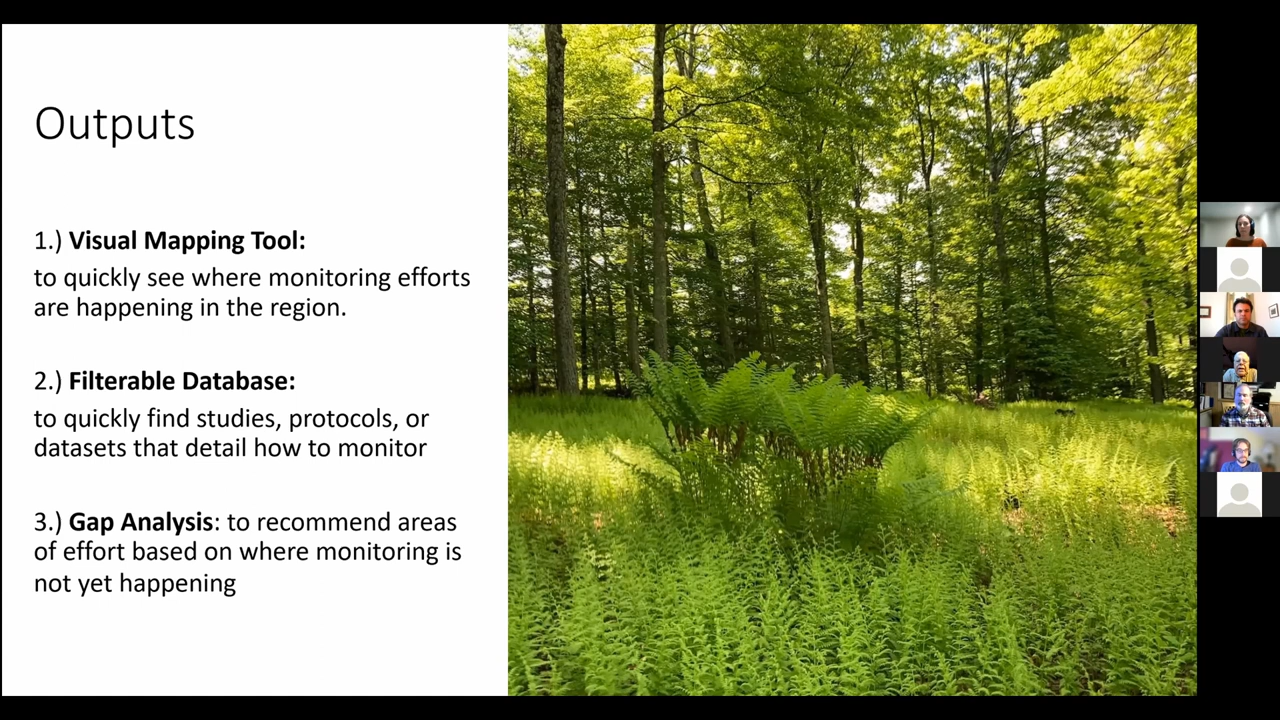 Outputs
1.) Visual Mapping Tool:
to quickly see where monitoring efforts
are happening in the region.
2.) Filterable Database:
to quickly find studies, protocols, or
datasets that detail how to monitor
3.) Gap Analysis: to recommend areas
of effort based on where monitoring is
not yet happening